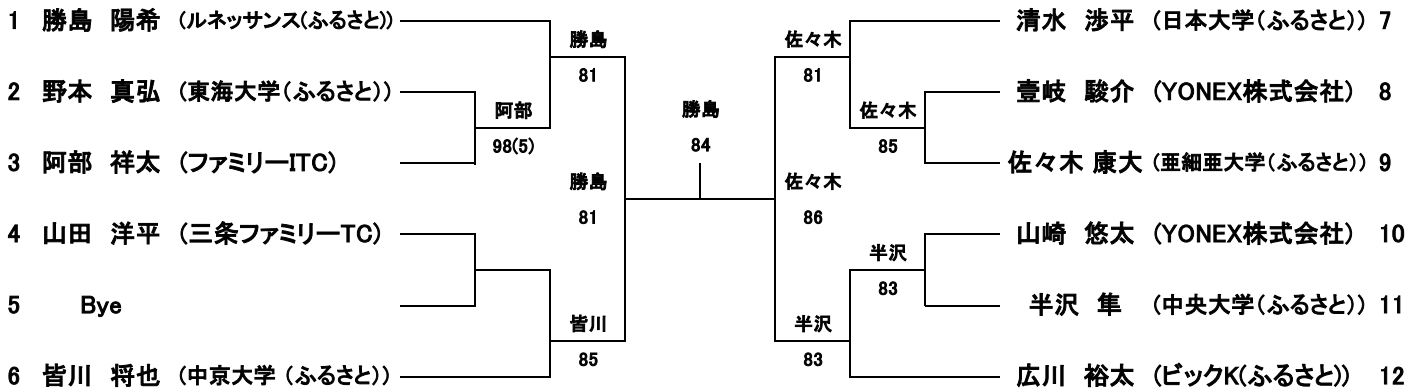 1 勝島 陽希 (ルネッサンス(ふるさと))
勝島
81
2 野本 真弘 (東海大学(ふるさと))
阿部
98(5)
3 阿部 祥太 (ファミリーITC)
勝島
81
4 山田 洋平 (三条ファミリーTC)
5 Bye
皆川
85
6 皆川 将也 (中京大学 (ふるさと))
勝島
84
清水 渉平 (日本大学(ふるさと)) 7
佐々木
81
壹岐 駿介 (YONEX株式会社) 8
佐々木
85
佐々木 康大 (亜細亜大学(ふるさと)) 9
佐々木
86
山崎 悠太 (YONEX株式会社) 10
半沢
83
半沢 隼 (中央大学(ふるさと)) 11
半沢
83
広川 裕太 (ビックK(ふるさと)) 12